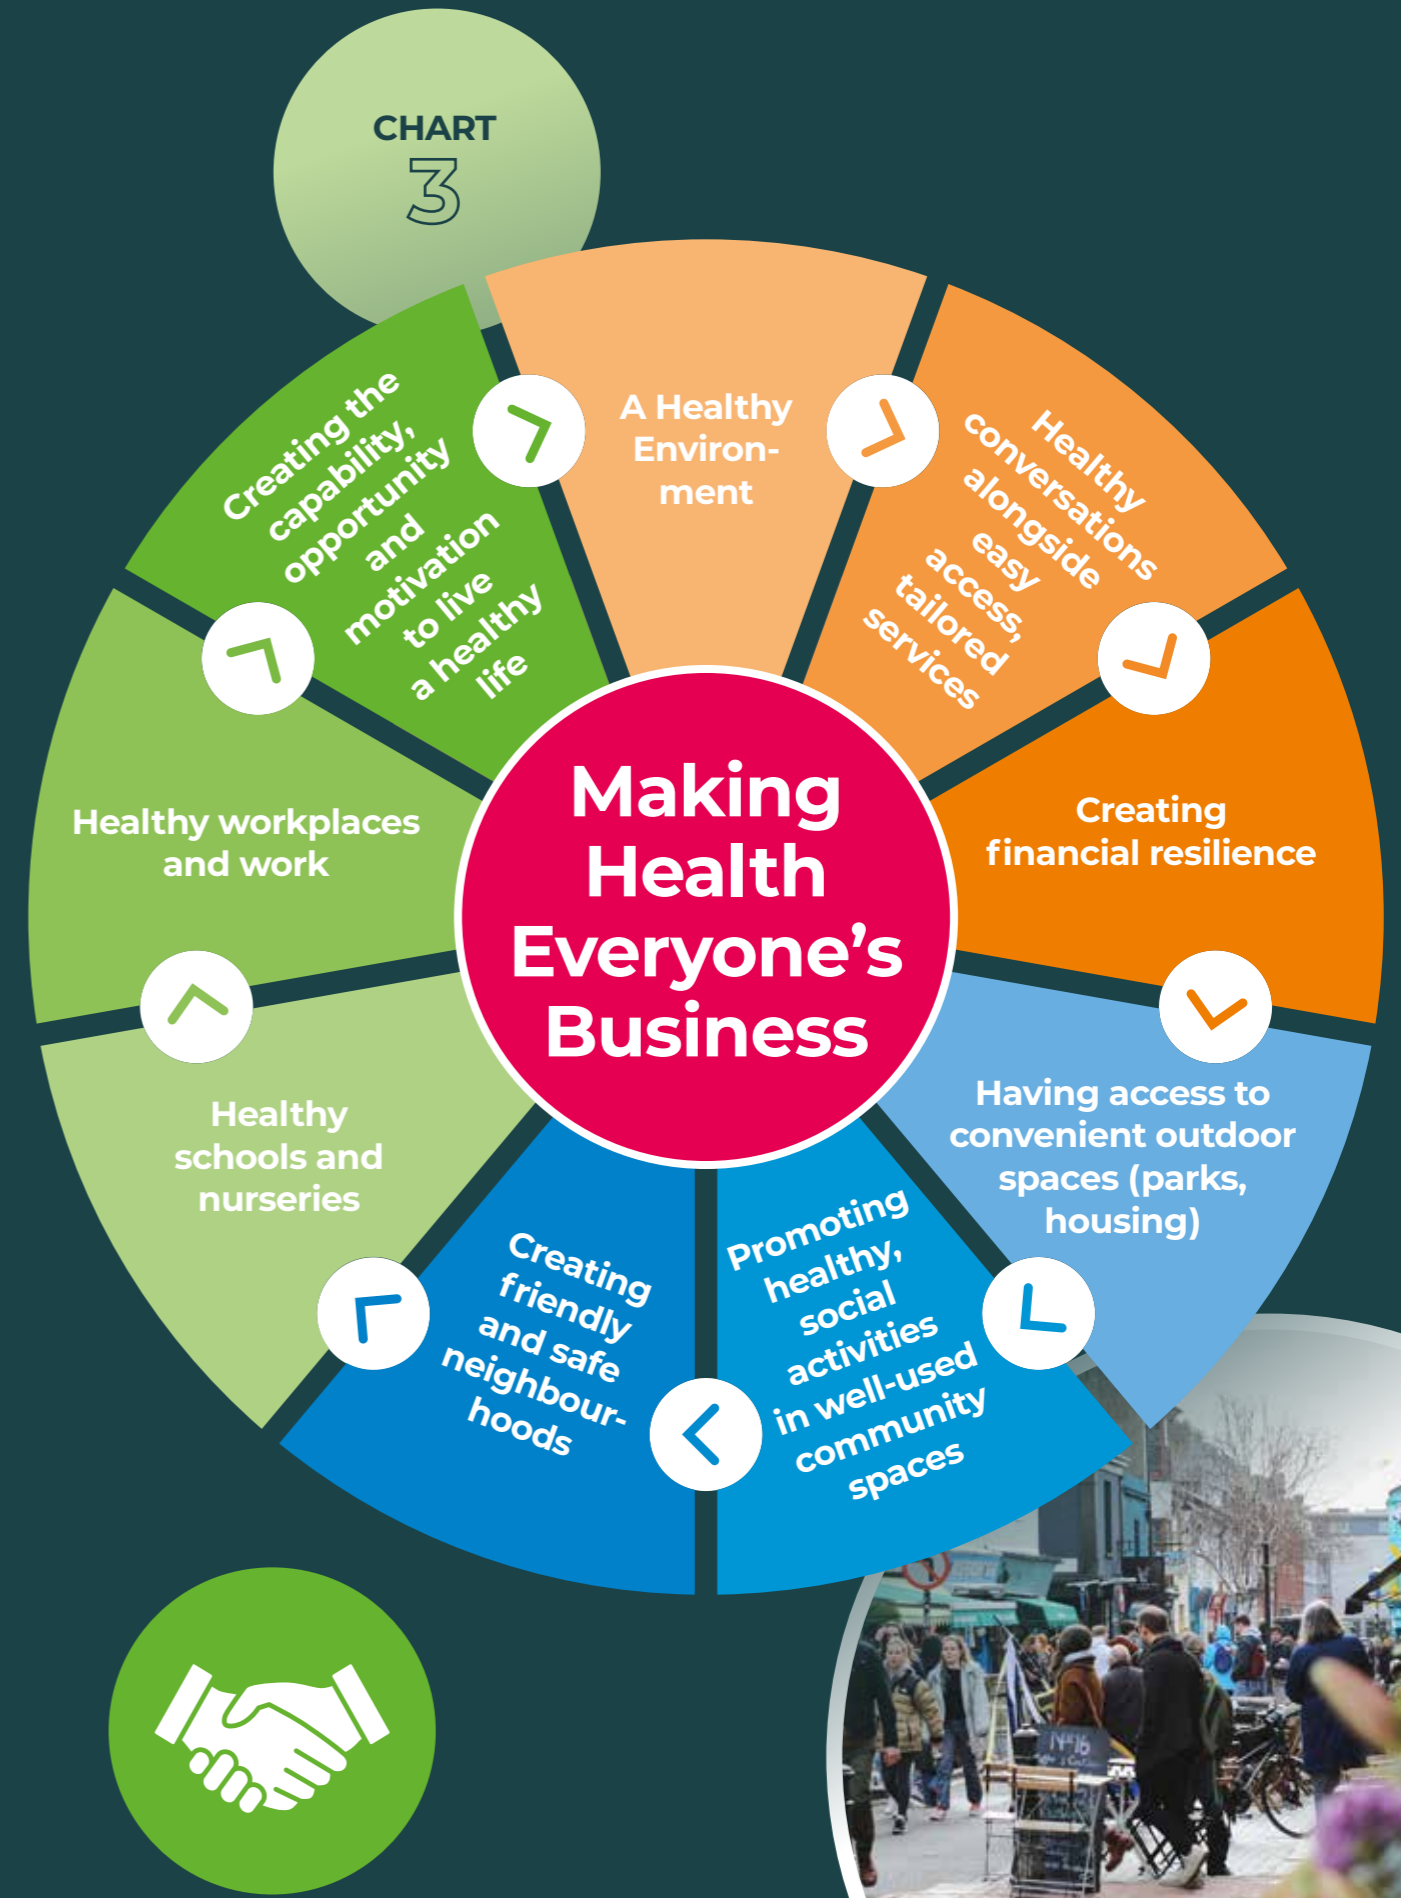 CHART
3
A Healthy
Environ-
ment
Healthy
conversations
alongside
easy
access,
tailored
services
Creating
financial resilience
Having access to
convenient outdoor
spaces (parks,
housing)
Promoting
healthy,
social
activities
in well-used
community
spaces
Creating
friendly
and safe
neighbour-
hoods
Healthy
schools and
nurseries
Healthy workplaces
and work
Creating the
capability,
opportunity
and
motivation
to live
a healthy
life
Making
Health
Everyone’s
Business
Nº16